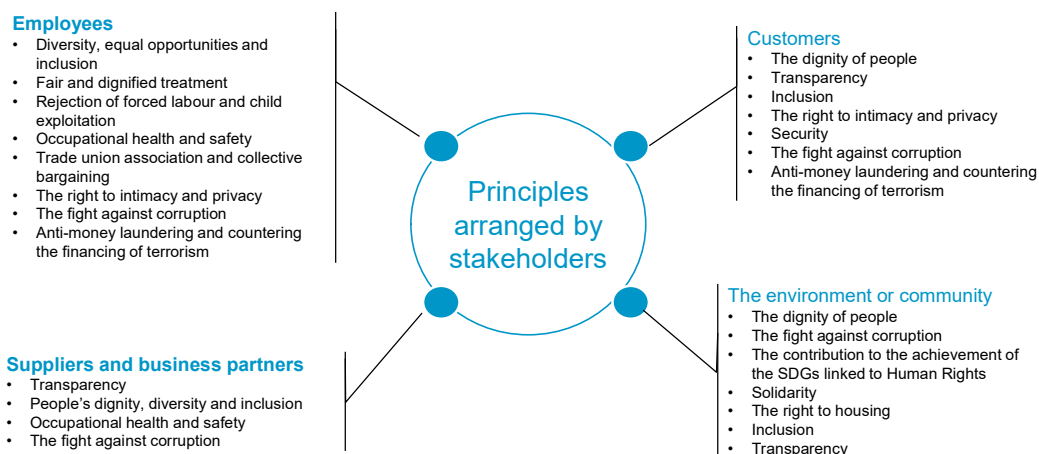 Employees
• Diversity, equal opportunities and
inclusion
• Fair and dignified treatment
• Rejection of forced labour and child
exploitation
• Occupational health and safety
• Trade union association and collective
bargaining
• The right to intimacy and privacy
• The fight against corruption
• Anti-money laundering and countering
the financing of terrorism
Customers
• The dignity of people
• Transparency
• Inclusion
• The right to intimacy and privacy
• Security
• The fight against corruption
• Anti-money laundering and countering
the financing of terrorism
Principles
arranged by
stakeholders
Suppliers and business partners
• Transparency
• People’s dignity, diversity and inclusion
• Occupational health and safety
• The fight against corruption
The environment or community
• The dignity of people
• The fight against corruption
• The contribution to the achievement of
the SDGs linked to Human Rights
• Solidarity
• The right to housing
• Inclusion
• Transparency